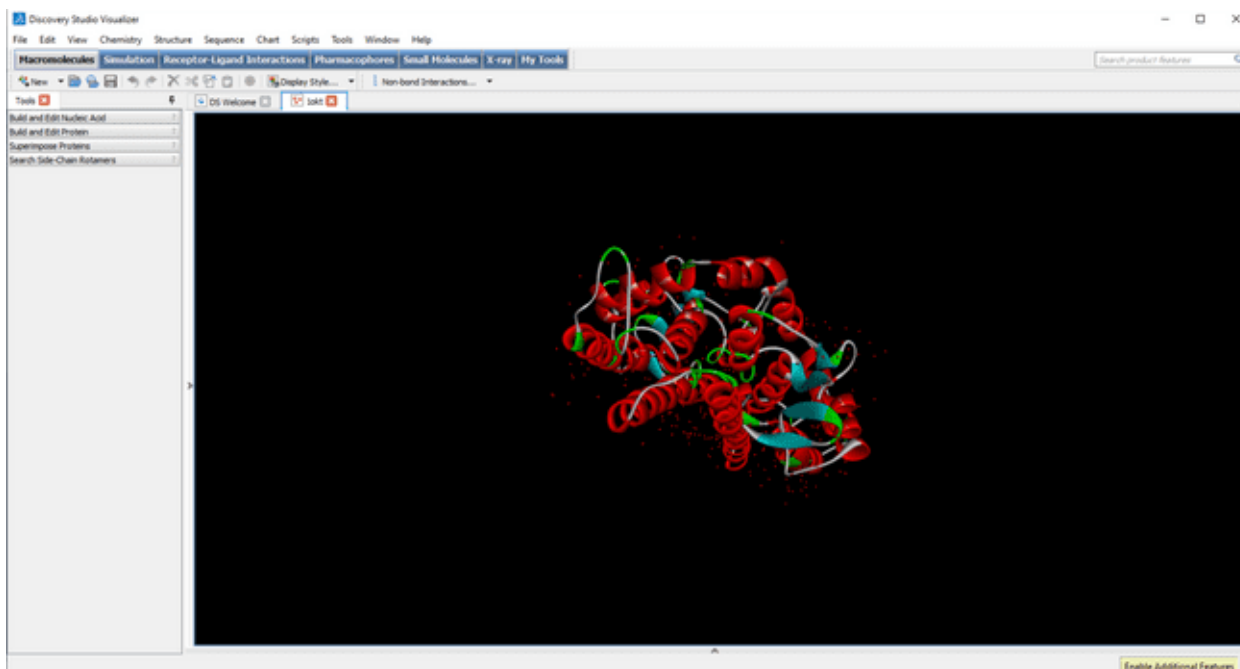 Discovery Studio Visualizer
File Edit View Chemistry Structure Sequence Chart Scripts Tools Window Help
Macromolecules Simulation Receptor-Ligand Interactions Pharmacophores Small Molecules X-ray My Tools Search product features
New Display Style... Non-bond Interactions...
Tools DS Welcome 1okt
Build and Edit Nucleic Acid
Build and Edit Protein
Superimpose Proteins
Search Side-Chain Rotamers
Enable Additional Features